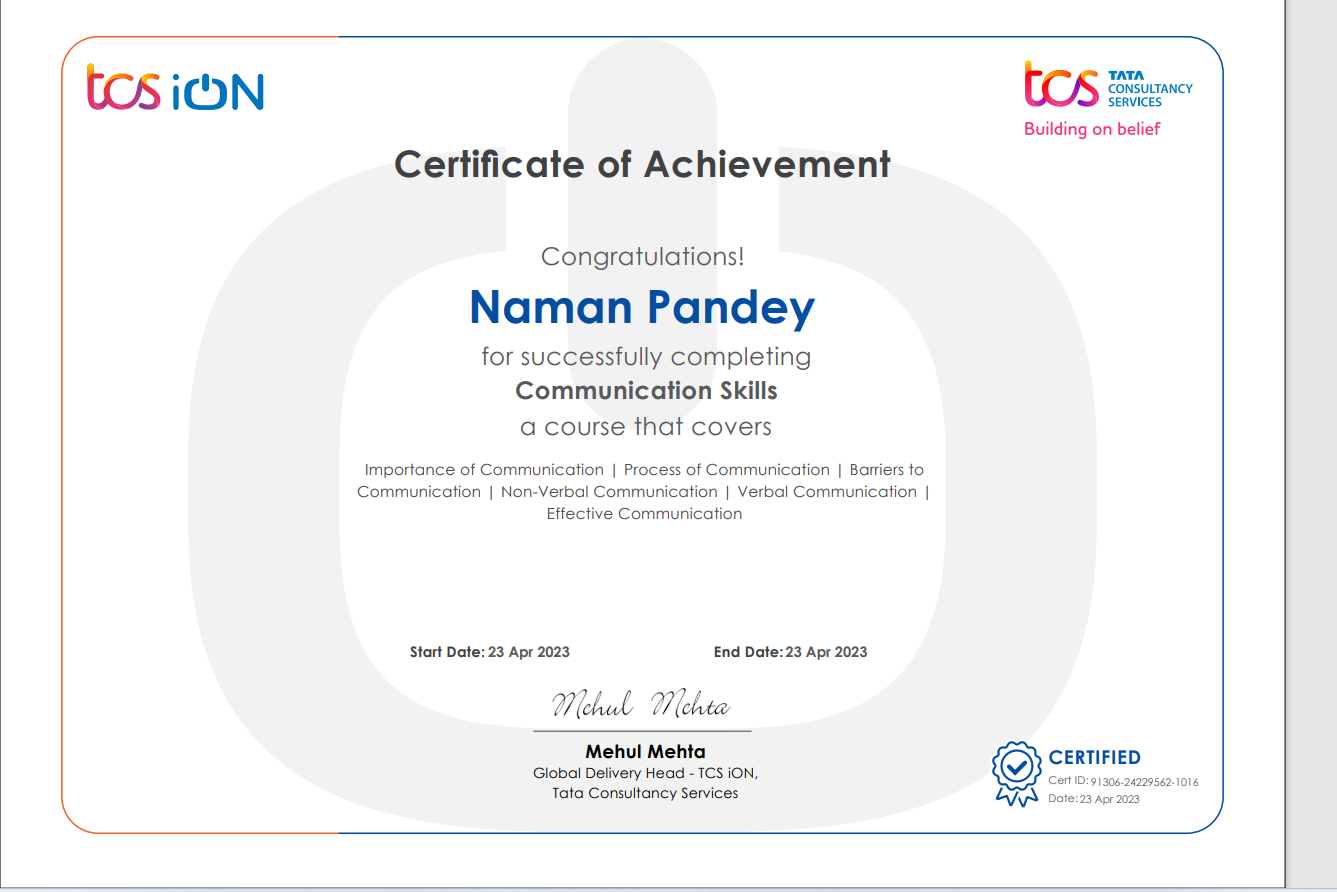 tcs iON
tcs TATA
CONSULTANCY
SERVICES
Building on belief
Certificate of Achievement
Congratulations!
Naman Pandey
for successfully completing
Communication Skills
a course that covers
Importance of Communication | Process of Communication | Barriers to
Communication | Non-Verbal Communication | Verbal Communication |
Effective Communication
Start Date: 23 Apr 2023 End Date: 23 Apr 2023
Mehul Mehta
Mehul Mehta
Global Delivery Head - TCS iON,
Tata Consultancy Services
CERTIFIED
Cert ID: 91306-24229562-1016
Date: 23 Apr 2023